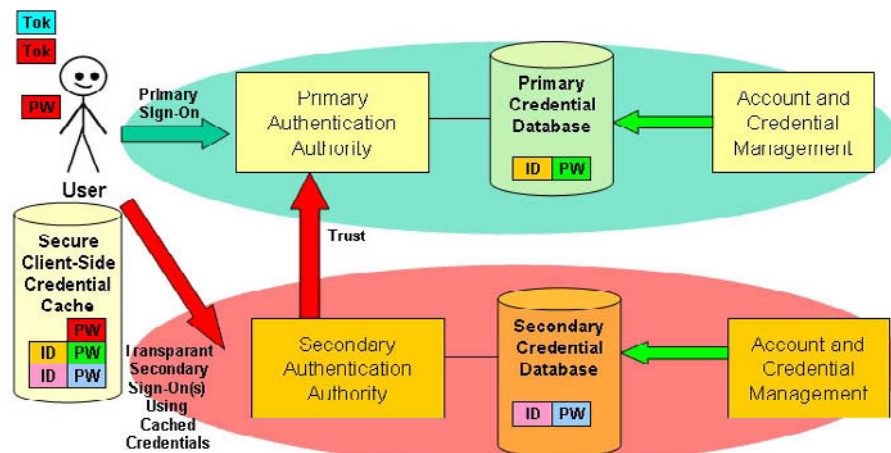 Tok
Tok
PW
User
Primary
Sign-On
Primary
Authentication
Authority
Primary
Credential
Database
ID PW
Account and
Credential
Management
Secure
Client-Side
Credential
Cache
PW
ID PW
ID PW
Trust
Transparant
Secondary
Sign-On(s)
Using
Cached
Credentials
Secondary
Authentication
Authority
Secondary
Credential
Database
ID PW
Account and
Credential
Management